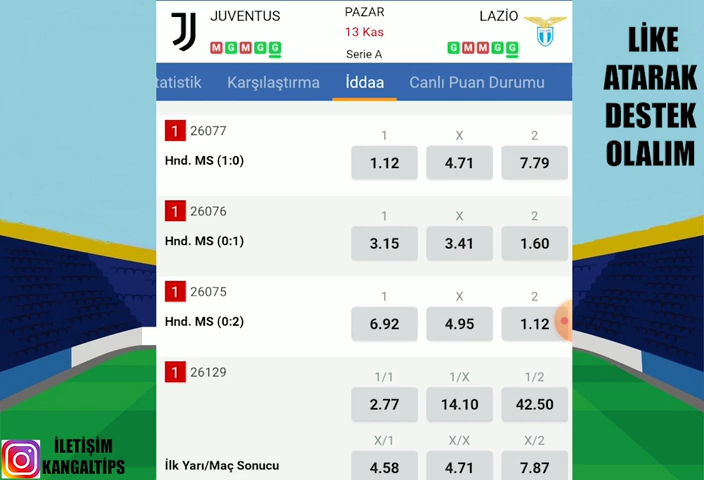 JUVENTUS
PAZAR
LAZİO
13 Kas
M G M G G
Serie A
G M M G G
tatistik Karşılaştırma İddaa Canlı Puan Durumu
1 26077
1 X 2
Hnd. MS (1:0) 1.12 4.71 7.79
1 26076
1 X 2
Hnd. MS (0:1) 3.15 3.41 1.60
1 26075
1 X 2
Hnd. MS (0:2) 6.92 4.95 1.12
1 26129
1/1 1/X 1/2
2.77 14.10 42.50
X/1 X/X X/2
İlk Yarı/Maç Sonucu 4.58 4.71 7.87
LİKE
ATARAK
DESTEK
OLALIM
İLETİŞİM
KANGALTİPS